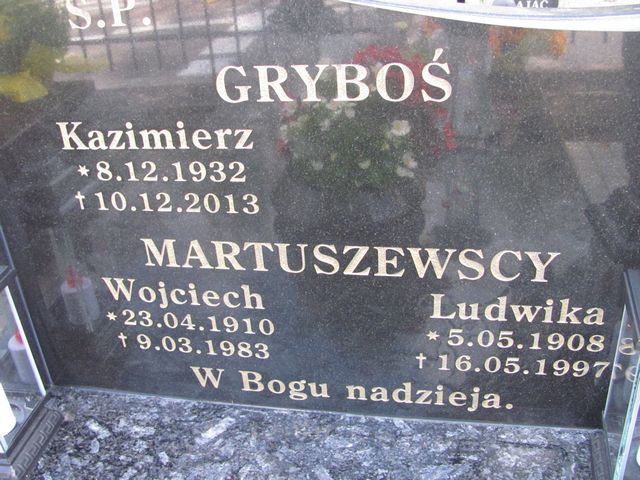 Ś.P.
GRYBOŚ
Kazimierz
*8.12.1932
†10.12.2013
MARTUSZEWSCY
Wojciech
*23.04.1910
†9.03.1983
Ludwika
*5.05.1908
†16.05.1997
W Bogu nadzieja.